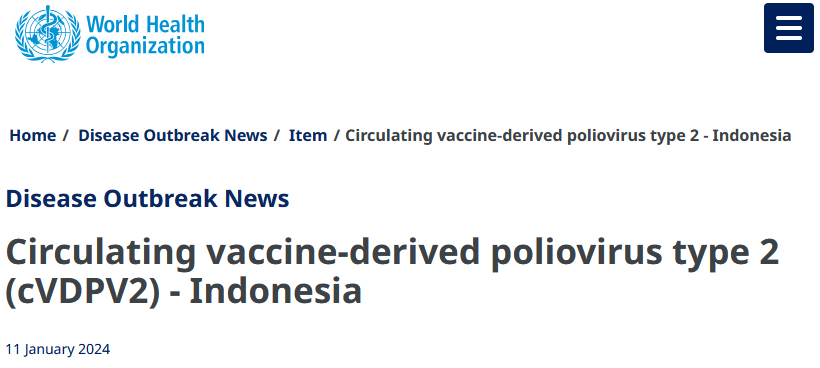 World Health
Organization
Home / Disease Outbreak News / Item / Circulating vaccine-derived poliovirus type 2 - Indonesia
Disease Outbreak News
Circulating vaccine-derived poliovirus type 2
(cVDPV2) - Indonesia
11 January 2024